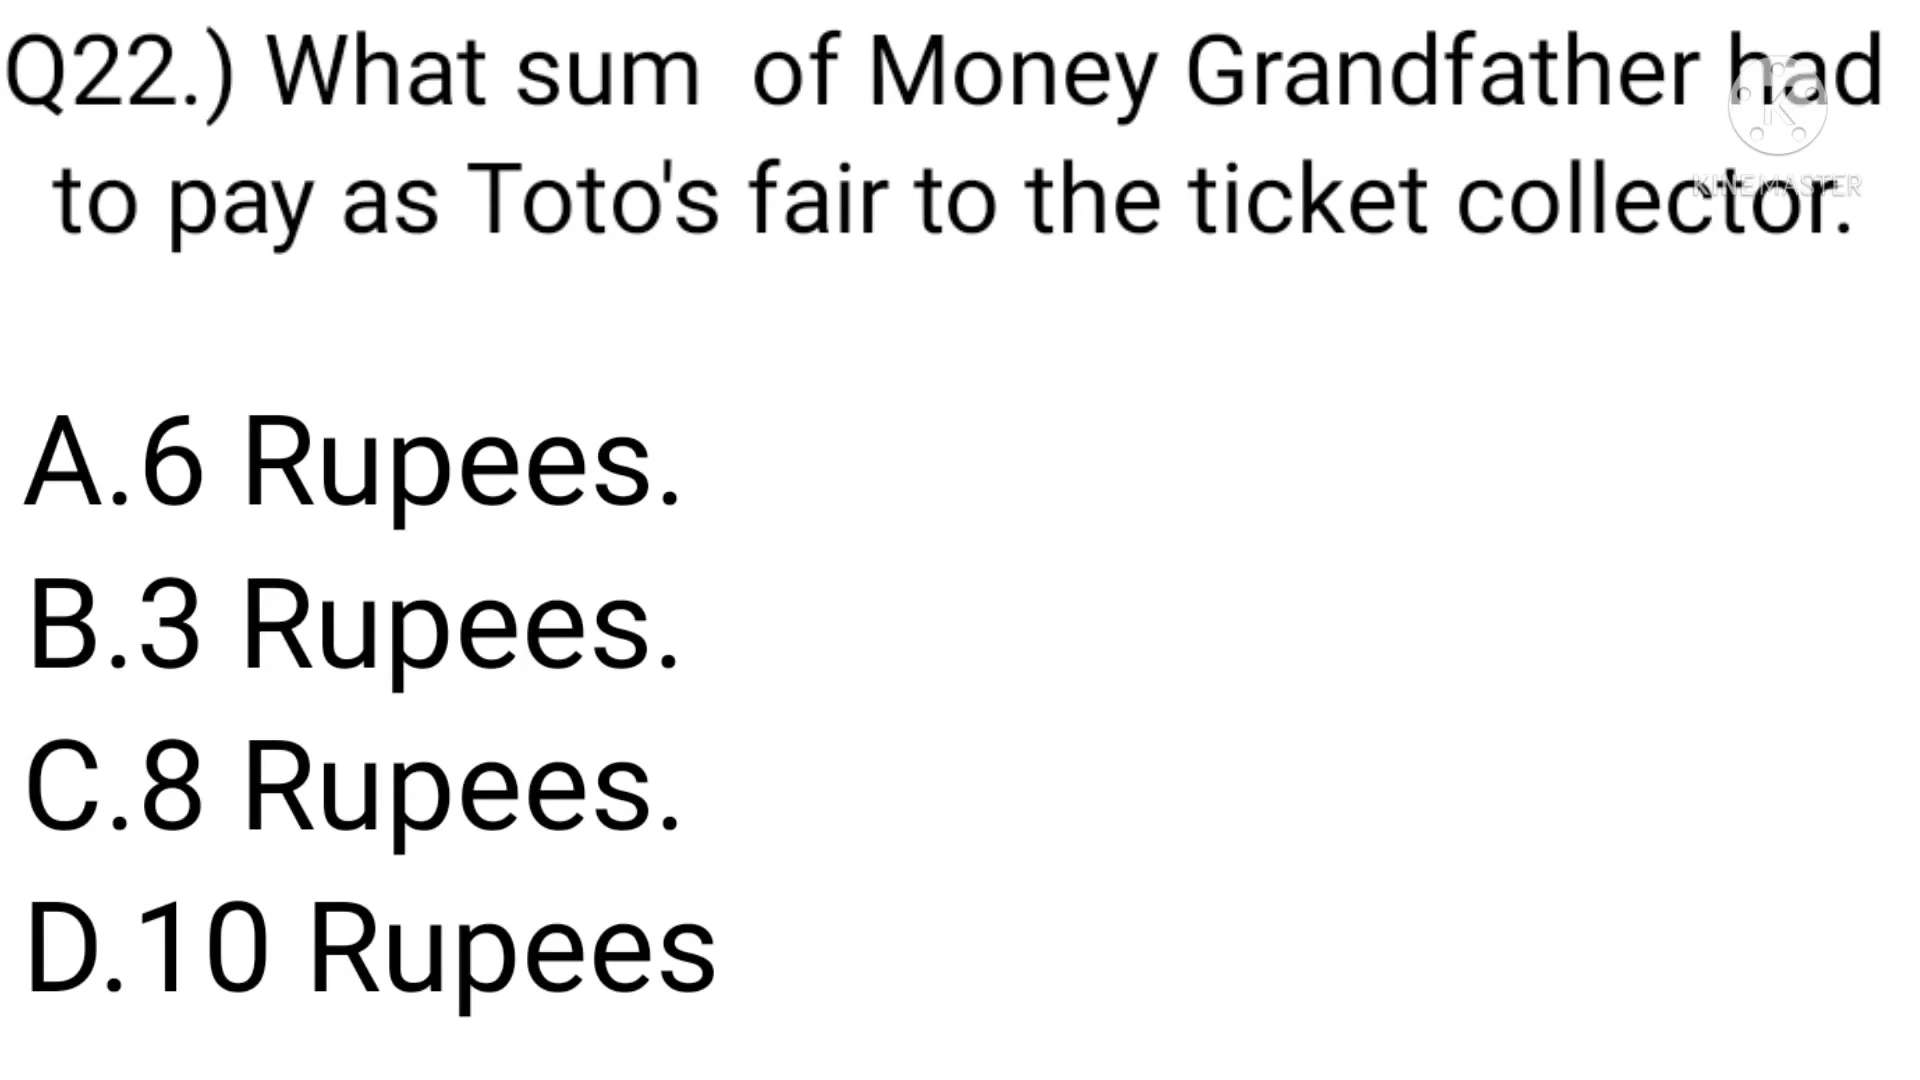 Q22.) What sum of Money Grandfather had
to pay as Toto's fair to the ticket collector.
KINEMASTER
A.6 Rupees.
B.3 Rupees.
C.8 Rupees.
D.10 Rupees